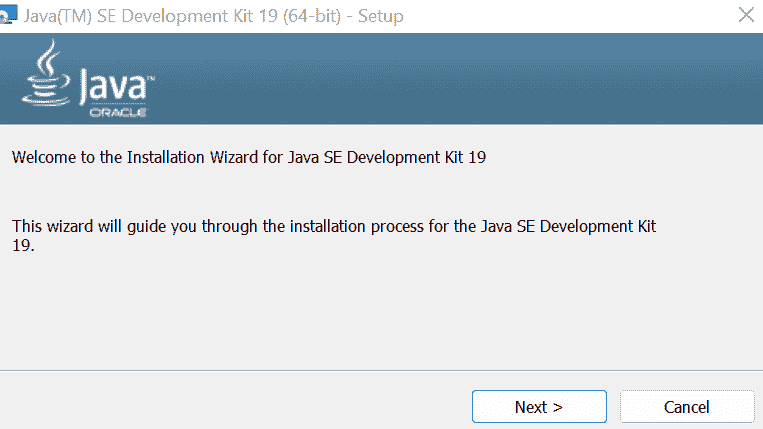 Java(TM) SE Development Kit 19 (64-bit) - Setup
Java™
ORACLE
Welcome to the Installation Wizard for Java SE Development Kit 19
This wizard will guide you through the installation process for the Java SE Development Kit
19.
Next >
Cancel